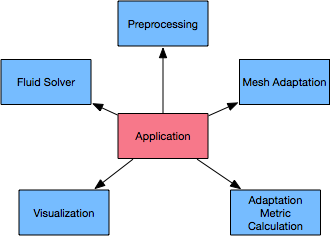 Preprocessing
Fluid Solver
Mesh Adaptation
Application
Visualization
Adaptation
Metric
Calculation